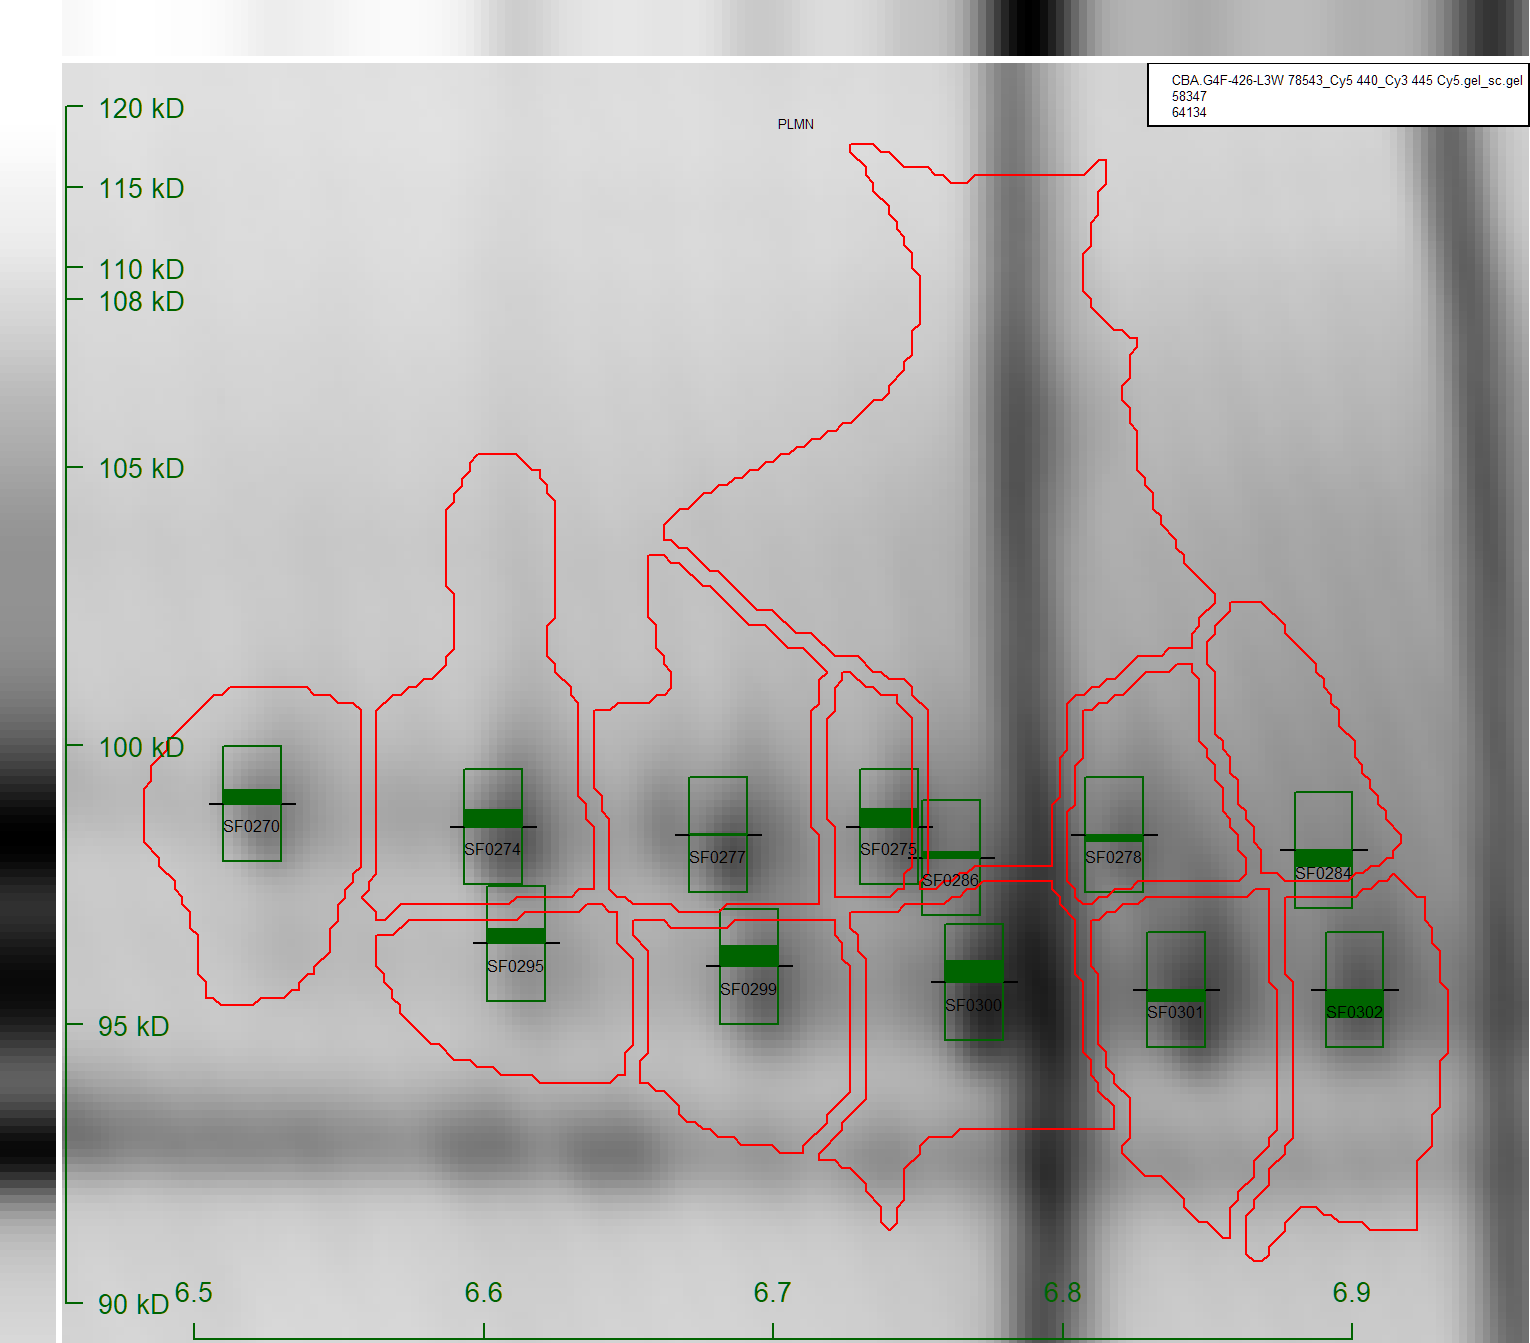 CBA.G4F-426-L3W 78543_Cy5 440_Cy3 445 Cy5.gel_sc.gel
58347
64134
120 kD
PLMN
115 kD
110 kD
108 kD
105 kD
100 kD
SF0270
SF0274
SF0277
SF0275
SF0278
SF0286
SF0284
SF0295
SF0299
SF0300
SF0301
SF0302
95 kD
90 kD
6.5
6.6
6.7
6.8
6.9